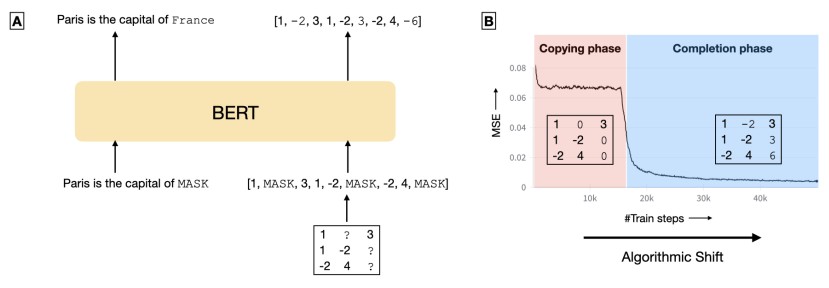 A
Paris is the capital of France
[1, -2, 3, 1, -2, 3, -2, 4, -6]
BERT
Paris is the capital of MASK
[1, MASK, 3, 1, -2, MASK, -2, 4, MASK]
1 ? 3
1 -2 ?
-2 4 ?
B
Copying phase
Completion phase
MSE
0.08
0.06
0.04
0.02
0
1 0 3
1 -2 0
-2 4 0
1 -2 3
1 -2 3
-2 4 6
10k
20k
30k
40k
#Train steps
Algorithmic Shift